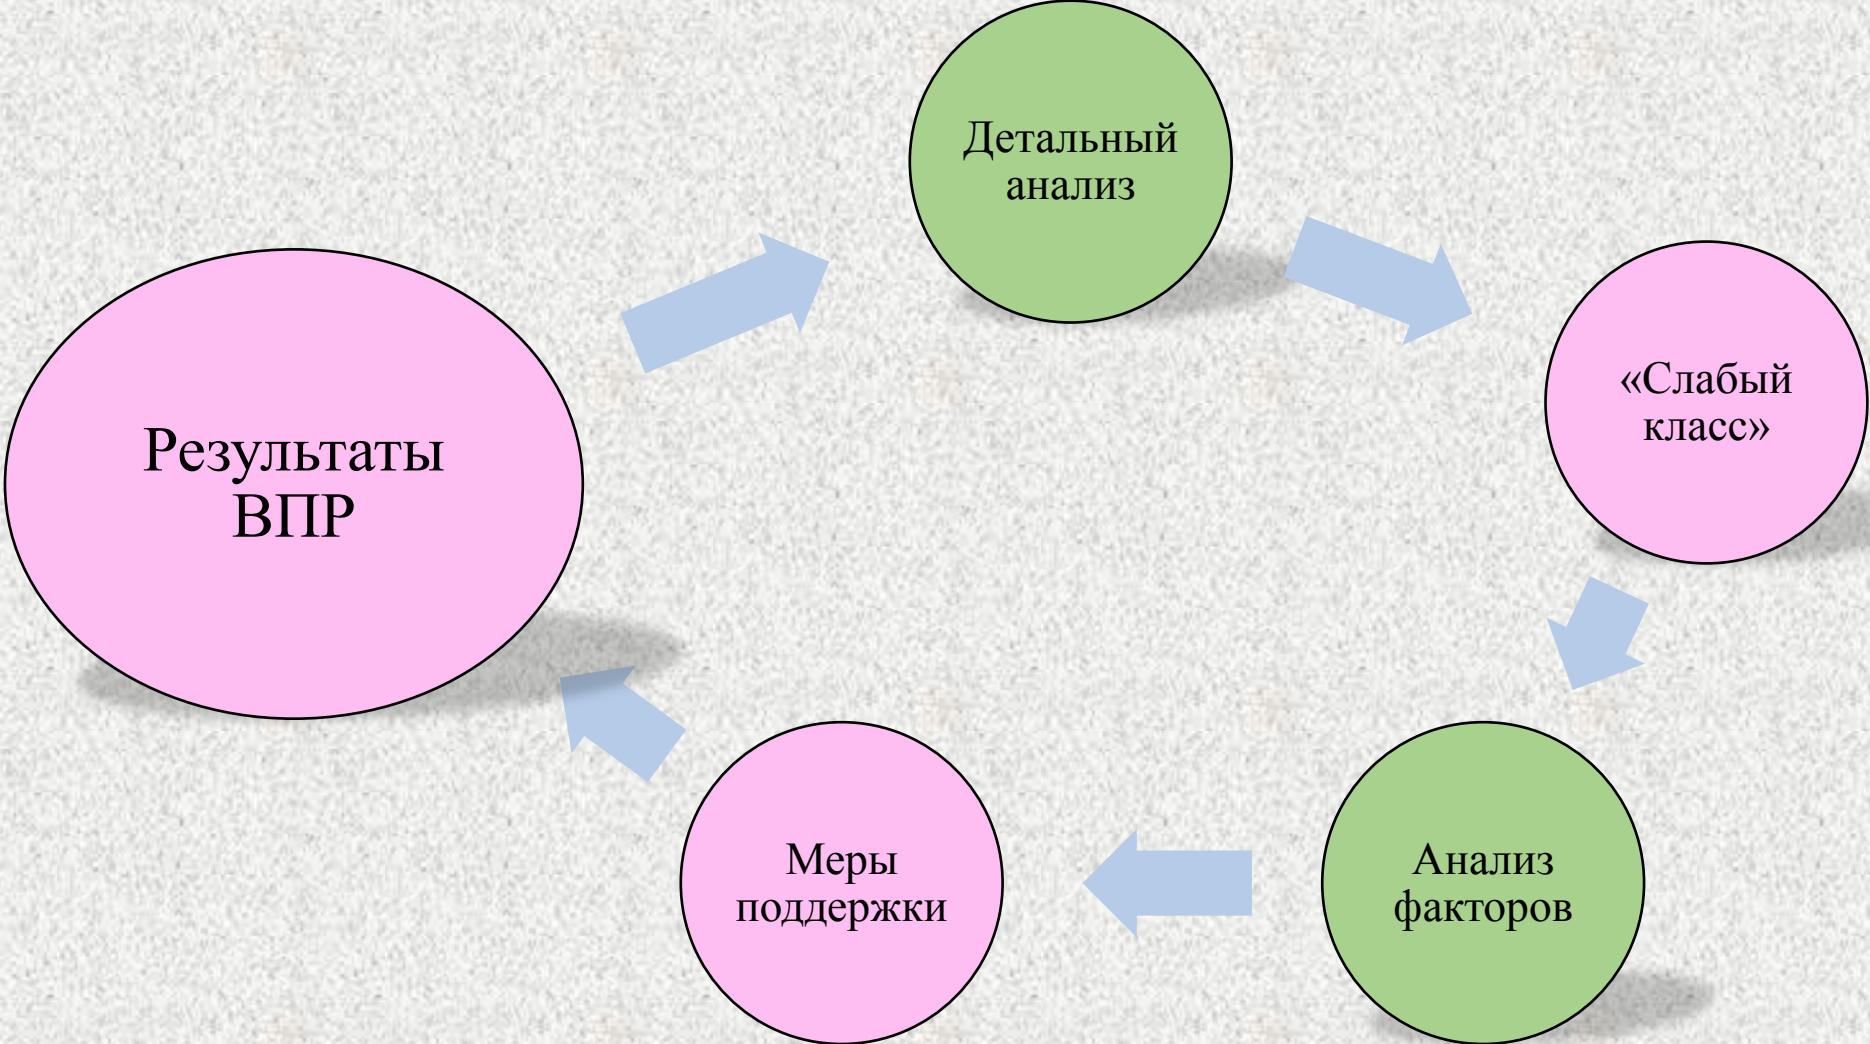 Результаты
ВПР
Детальный
анализ
«Слабый
класс»
Анализ
факторов
Меры
поддержки